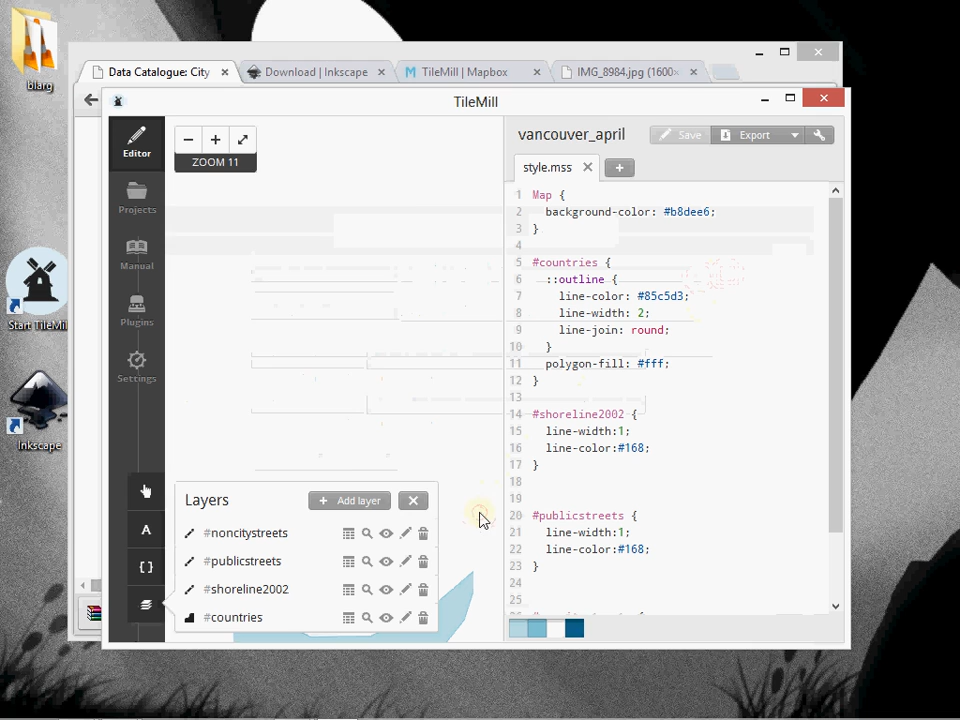 blarg
Start TileMil
Inkscape
Data Catalogue: City
Download | Inkscape
TileMill | Mapbox
IMG_8984.jpg (1600×
TileMill
Editor
Projects
Manual
Plugins
Settings
A
{ }
ZOOM 11
vancouver_april
Save
Export
style.mss
1 Map {
2 background-color: #b8dee6;
3 }
4
5 #countries {
6 ::outline {
7 line-color: #85c5d3;
8 line-width: 2;
9 line-join: round;
10 }
11 polygon-fill: #fff;
12 }
13
14 #shoreline2002 {
15 line-width:1;
16 line-color:#168;
17 }
18
19
20 #publicstreets {
21 line-width:1;
22 line-color:#168;
23 }
24
25
Layers
+ Add layer
#noncitystreets
#publicstreets
#shoreline2002
#countries